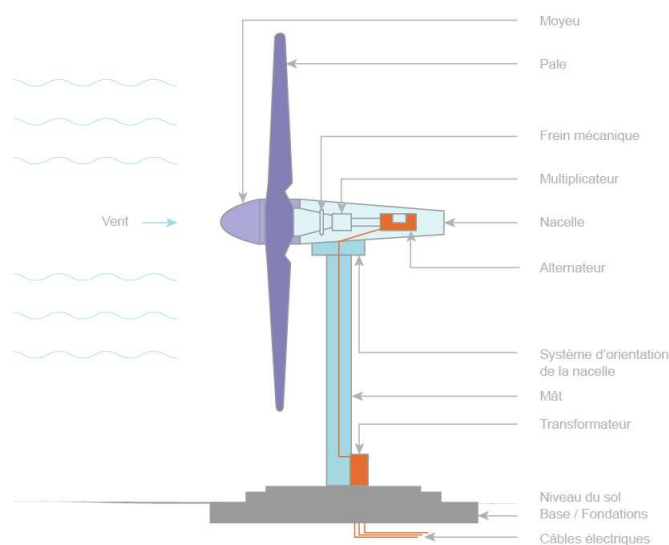 Moyeu
Pale
Frein mécanique
Multiplicateur
Vent
Nacelle
Alternateur
Système d'orientation
de la nacelle
Mât
Transformateur
Niveau du sol
Base / Fondations
Câbles électriques